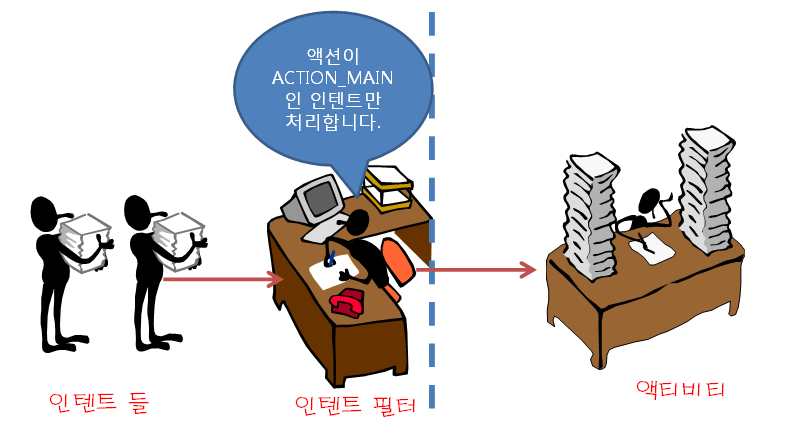 액션이
ACTION_MAIN
인 인텐트만
처리합니다.
인텐트 들
인텐트 필터
액티비티